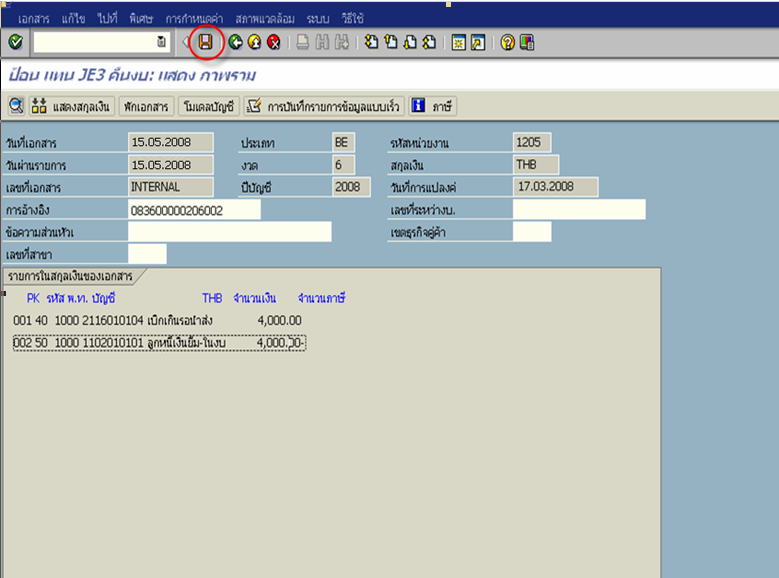 เอกสาร แก้ไข ไปที่ พิเศษ การกำหนดค่า สภาพแวดล้อม ระบบ วิธีใช้
ป้อน แทน JE3 คืนงบ: แสดง ภาพรวม
แสดงสกุลเงิน พักเอกสาร โมเดลบัญชี การบันทึกรายการข้อมูลแบบเร็ว ภาษี
วันที่เอกสาร 15.05.2008 ประเภท BE รหัสหน่วยงาน 1205
วันผ่านรายการ 15.05.2008 งวด 6 สกุลเงิน THB
เลขที่เอกสาร INTERNAL ปีบัญชี 2008 วันที่การแปลงค่ 17.03.2008
การอ้างอิง 083600000206002 เลขที่ระหว่างบ.
ข้อความส่วนหัวเ เขตธุรกิจคู่ค้า
เลขที่สาขา
รายการในสกุลเงินของเอกสาร
PK รหัส พ.ท. บัญชี THB จำนวนเงิน จำนวนภาษี
001 40 1000 2116010104 เบิกเกินรอนำส่ง 4,000.00
002 50 1000 1102010101 ลูกหนี้เงินยืม-ในงบ 4,000.00-